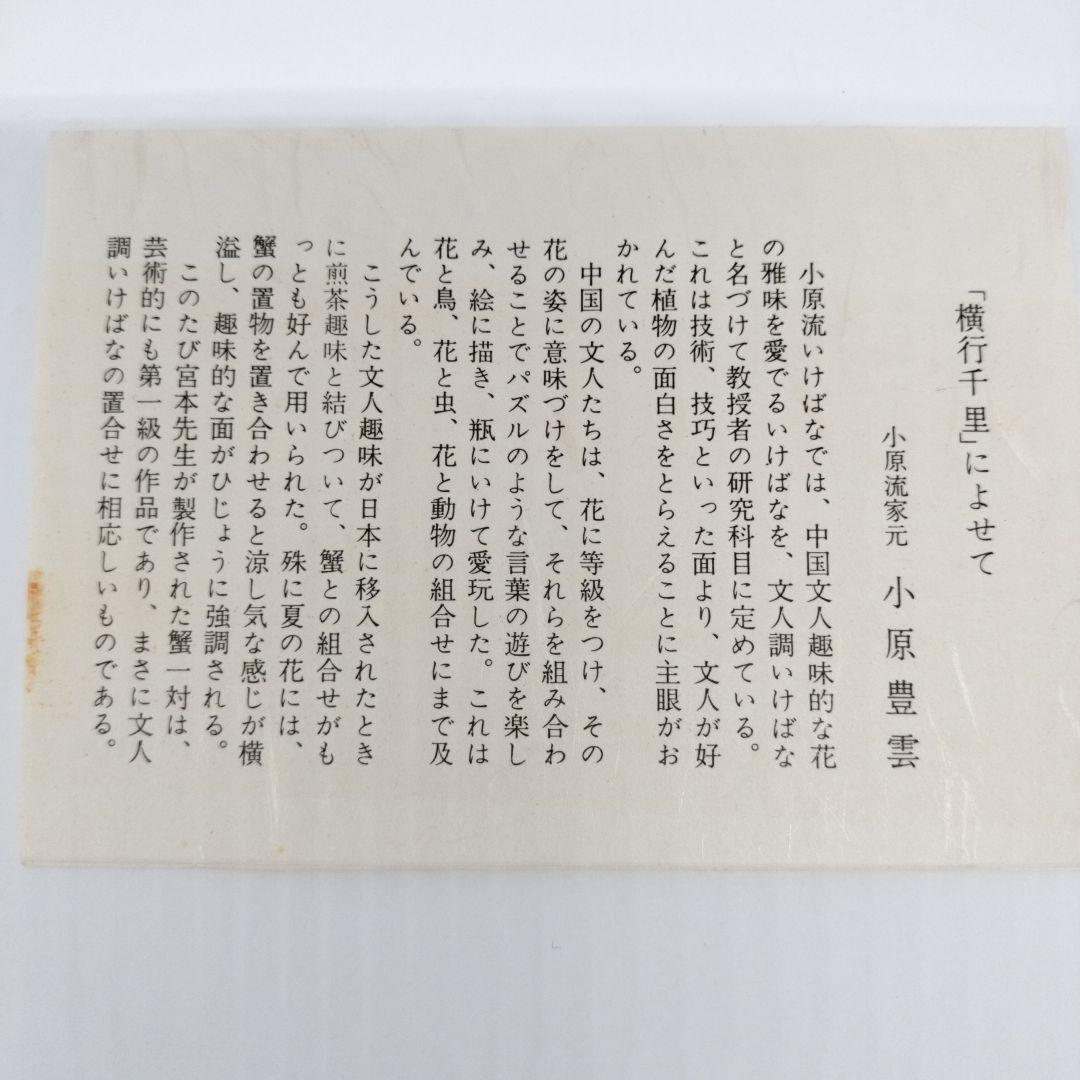 「横行千里」によせて
小原流家元　小原豊雲
小原流いけばなでは、中国文人趣味的な花
の雅味を愛でるいけばなを、文人調いけばな
と名づけて教授者の研究科目に定めている。
これは技術、技巧といった面より、文人が好
んだ植物の面白さをとらえることに主眼がお
かれている。
中国の文人たちは、花に等級をつけ、その
花の姿に意味づけをして、それらを組み合わ
せることでパズルのような言葉の遊びを楽し
み、絵に描き、瓶にいけて愛玩した。これは
花と鳥、花と虫、花と動物の組合せにまで及
んでいる。
こうした文人趣味が日本に移入されたとき
に煎茶趣味と結びついて、蟹との組合せがも
っとも好んで用いられた。殊に夏の花には、
蟹の置物を置き合わせると涼し気な感じが横
溢し、趣味的な面がひじょうに強調される。
このたび宮本先生が製作された蟹一対は、
芸術的にも第一級の作品であり、まさに文人
調いけばなの置合せに相応しいものである。